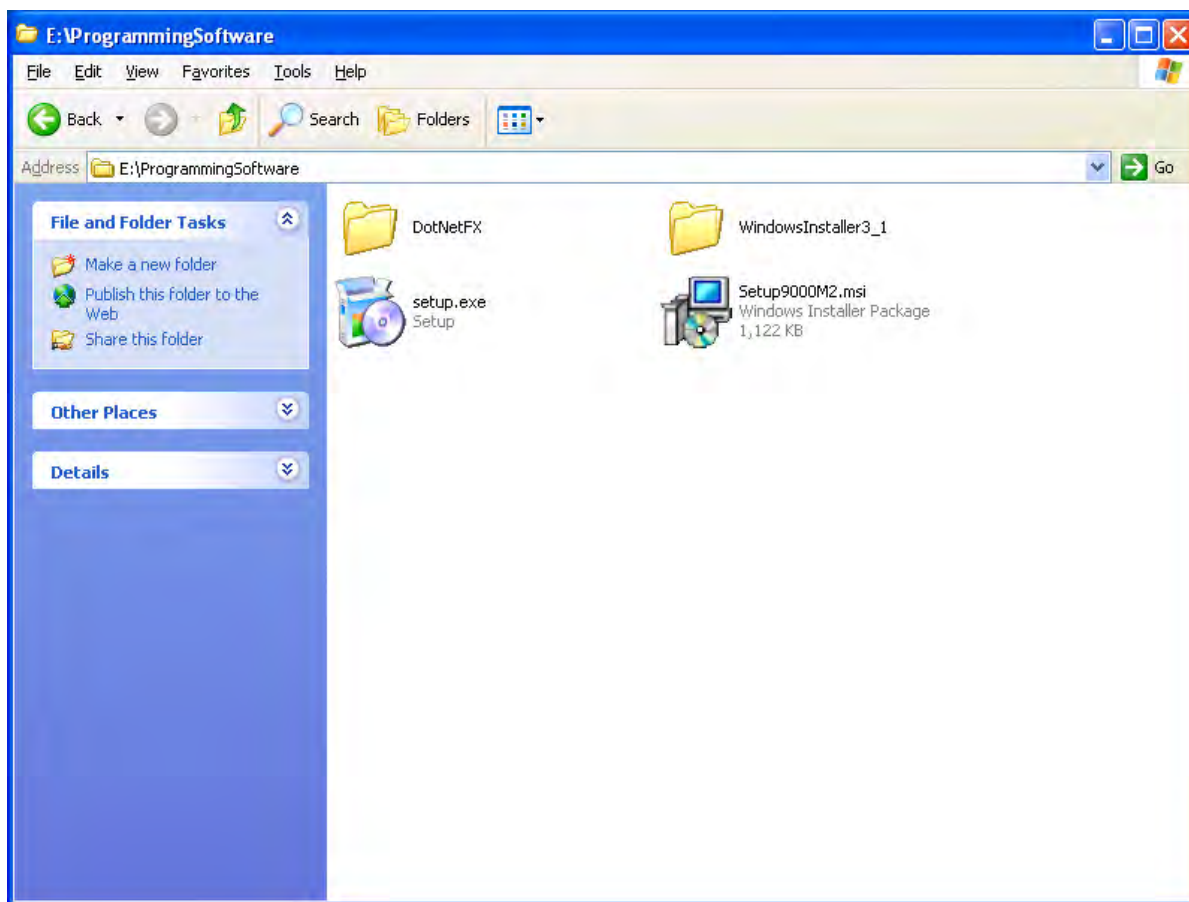 E:\ProgrammingSoftware
File Edit View Favorites Tools Help
Back Search Folders
Address E:\ProgrammingSoftware Go
File and Folder Tasks
Make a new folder
Publish this folder to the
Web
Share this folder
Other Places
Details
DotNetFX
WindowsInstaller3_1
setup.exe
Setup
Setup9000M2.msi
Windows Installer Package
1,122 KB